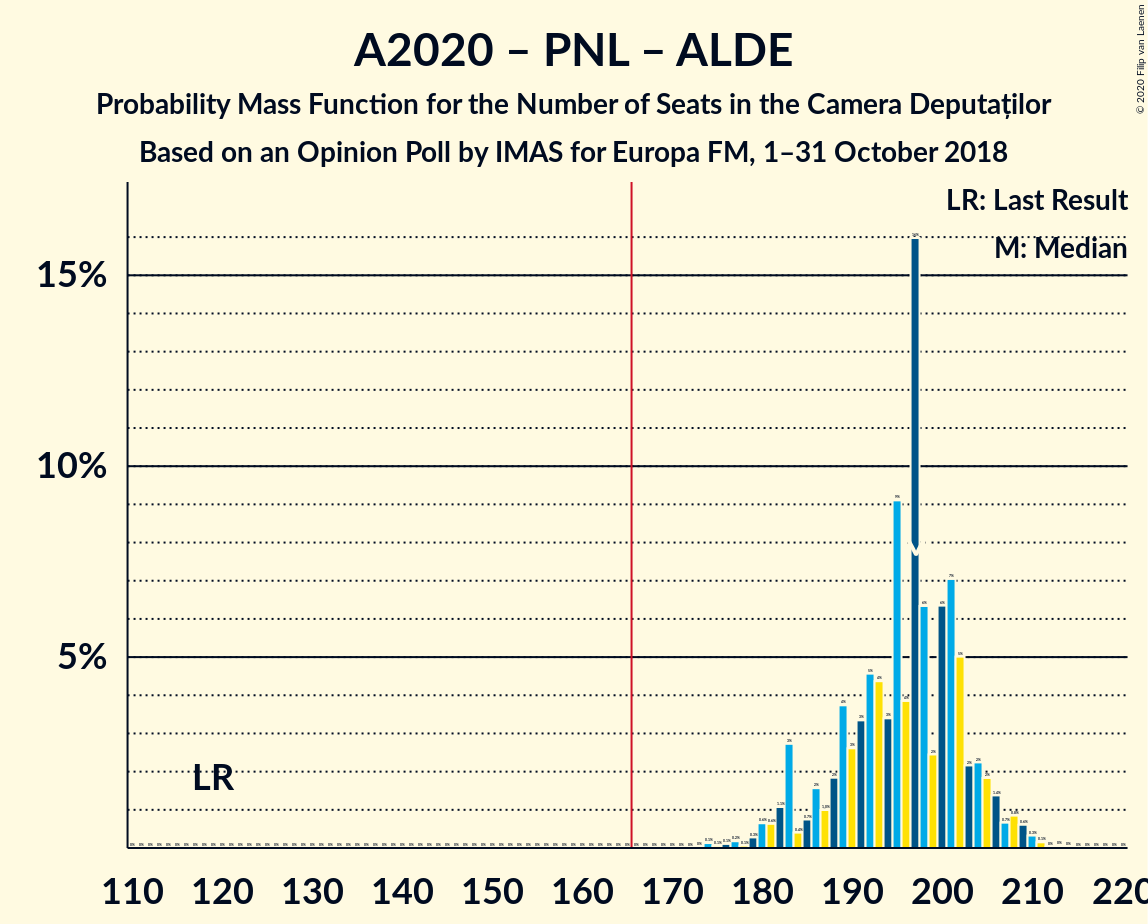 A2020 – PNL – ALDE
Probability Mass Function for the Number of Seats in the Camera Deputaților
Based on an Opinion Poll by IMAS for Europa FM, 1–31 October 2018
© 2020 Filip van Laenen
LR: Last Result
M: Median
15%
10%
5%
LR
M
110 120 130 140 150 160 170 180 190 200 210 220